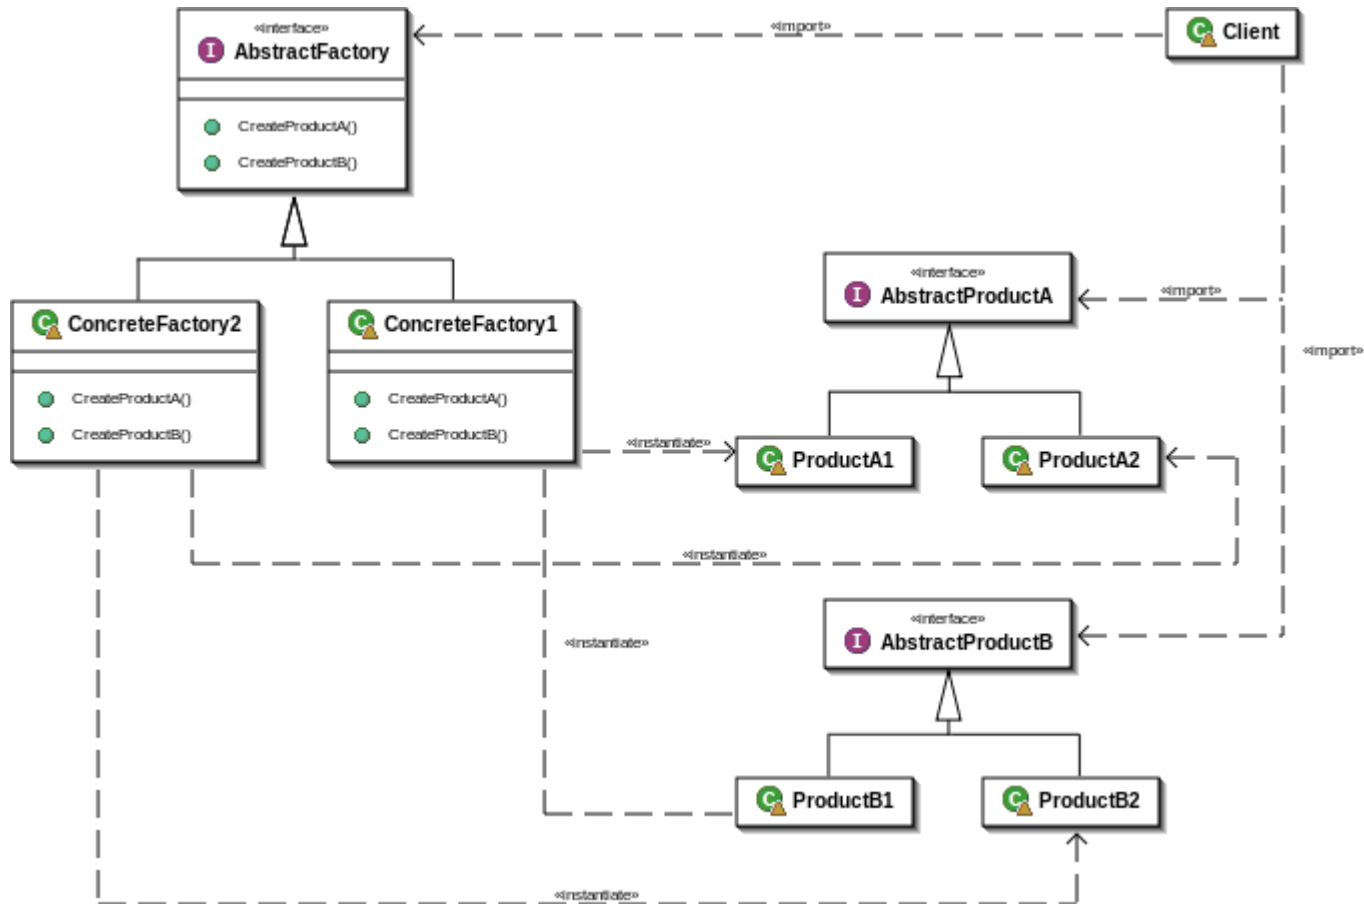 «interface»
AbstractFactory
CreateProductA()
CreateProductB()
«import»
Client
ConcreteFactory2
CreateProductA()
CreateProductB()
ConcreteFactory1
CreateProductA()
CreateProductB()
«interface»
AbstractProductA
«import»
«import»
«instantiate»
ProductA1
ProductA2
«instantiate»
«instantiate»
«interface»
AbstractProductB
ProductB1
ProductB2
«instantiate»